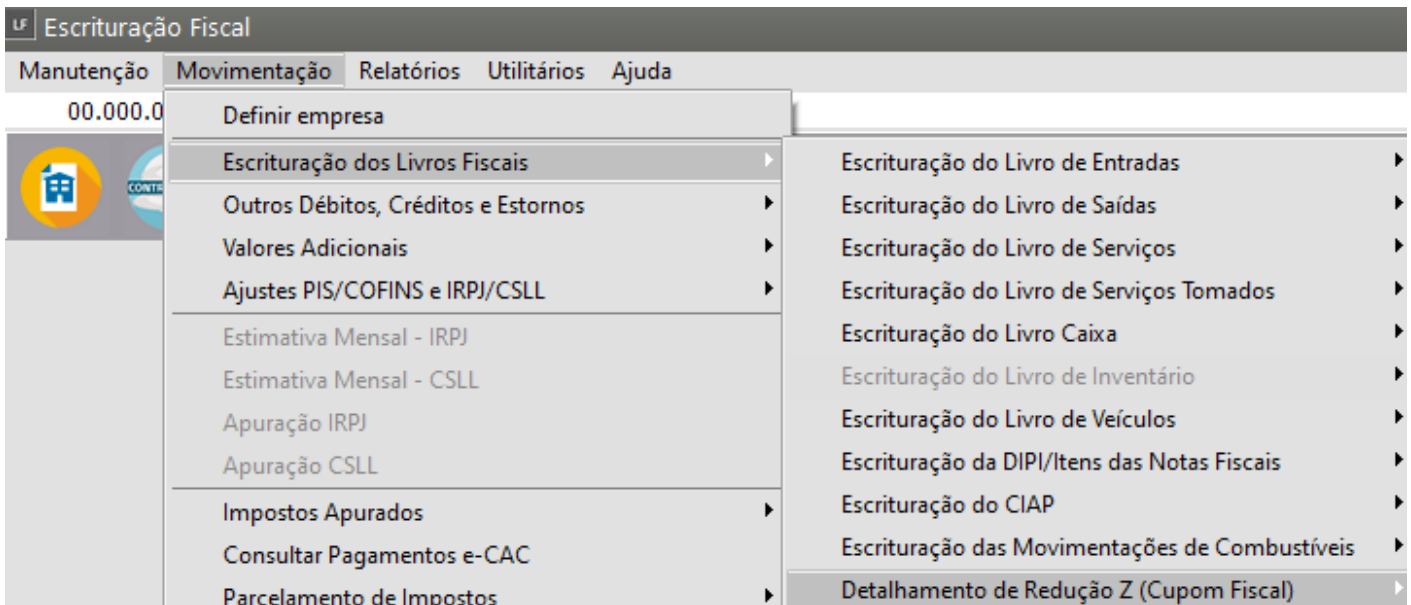 LF Escrituração Fiscal
Manutenção Movimentação Relatórios Utilitários Ajuda
00.000.0
Definir empresa
Escrituração dos Livros Fiscais
Outros Débitos, Créditos e Estornos
Valores Adicionais
Ajustes PIS/COFINS e IRPJ/CSLL
Estimativa Mensal - IRPJ
Estimativa Mensal - CSLL
Apuração IRPJ
Apuração CSLL
Impostos Apurados
Consultar Pagamentos e-CAC
Parcelamento de Impostos
Escrituração do Livro de Entradas
Escrituração do Livro de Saídas
Escrituração do Livro de Serviços
Escrituração do Livro de Serviços Tomados
Escrituração do Livro Caixa
Escrituração do Livro de Inventário
Escrituração do Livro de Veículos
Escrituração da DIPI/Itens das Notas Fiscais
Escrituração do CIAP
Escrituração das Movimentações de Combustíveis
Detalhamento de Redução Z (Cupom Fiscal)